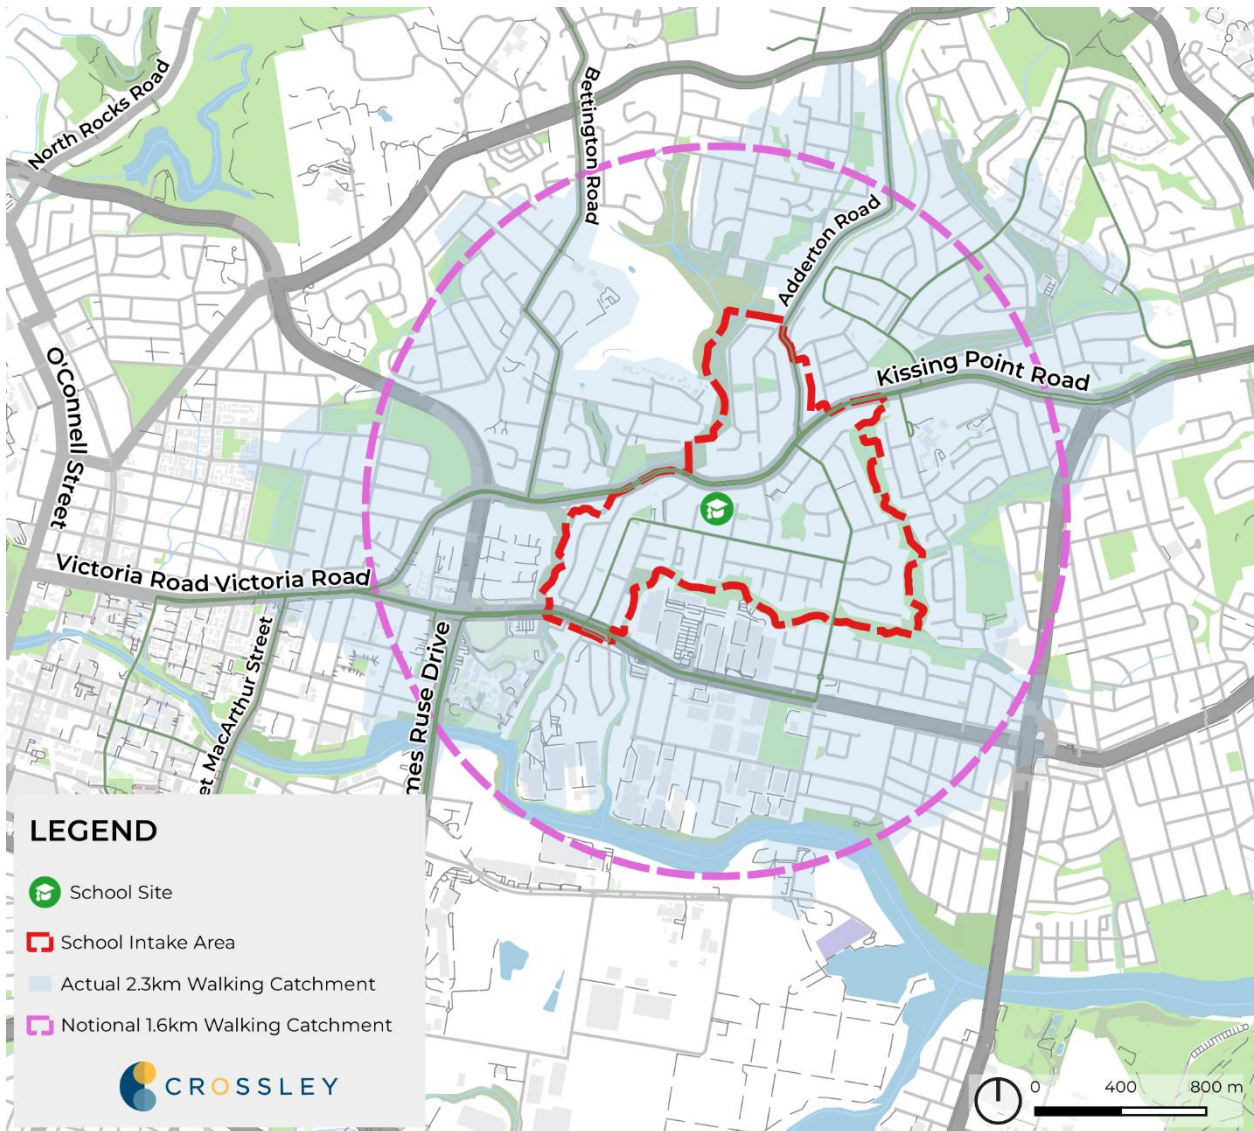 North Rocks Road
Bettington Road
Adderton Road
Kissing Point Road
O'Connell Street
Victoria Road Victoria Road
et MacArthur Street
mes Ruse Drive
LEGEND
School Site
School Intake Area
Actual 2.3km Walking Catchment
Notional 1.6km Walking Catchment
CROSSLEY
0 400 800 m